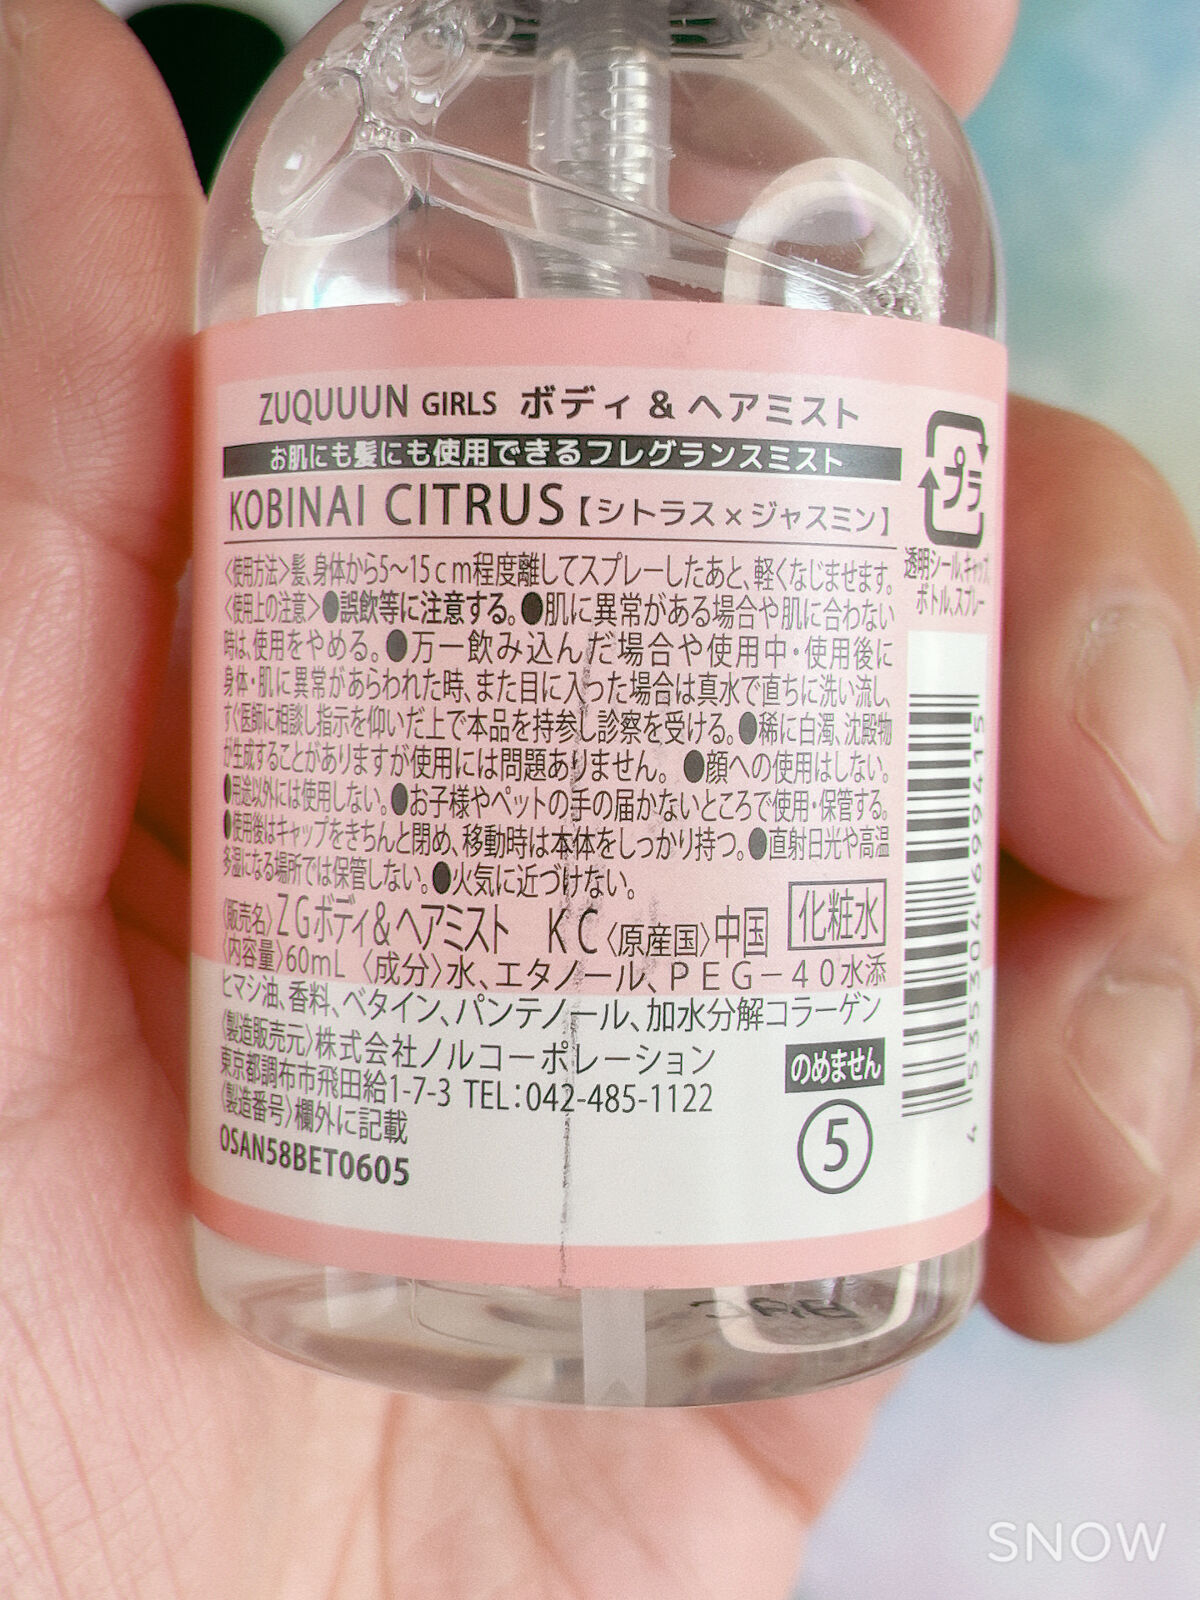 ZUQUUUN GIRLS ボディ & ヘアミスト
お肌にも髪にも使用できるフレグランスミスト
KOBINAI CITRUS【シトラス×ジャスミン】
〈使用方法〉髪、身体から5〜15cm程度離してスプレーしたあと、軽くなじませます。
〈使用上の注意〉●誤飲等に注意する。●肌に異常がある場合や肌に合わない
時は、使用をやめる。●万一飲み込んだ場合や使用中・使用後に
身体・肌に異常があらわれた時、また目に入った場合は真水で直ちに洗い流し、
すぐ医師に相談し指示を仰いだ上で本品を持参し診察を受ける。●稀に白濁、沈殿物
が生成することがありますが使用には問題ありません。●顔への使用はしない。
●用途以外には使用しない。●お子様やペットの手の届かないところで使用・保管する。
●使用後はキャップをきちんと閉め、移動時は本体をしっかり持つ。●直射日光や高温
多湿になる場所では保管しない。●火気に近づけない。
〈販売名〉ZGボディ&ヘアミスト KC〈原産国〉中国
化粧水
〈内容量〉60mL〈成分〉水、エタノール、PEG－40水添
ヒマシ油、香料、ベタイン、パンテノール、加水分解コラーゲン
〈製造販売元〉株式会社ノルコーポレーション
東京都調布市飛田給1-7-3 TEL:042-485-1122
〈製造番号〉欄外に記載
OSAN58BET0605
のめません
5
プラ
透明シール、キャップ、
ボトル、スプレー
4 535304 999415
SNOW